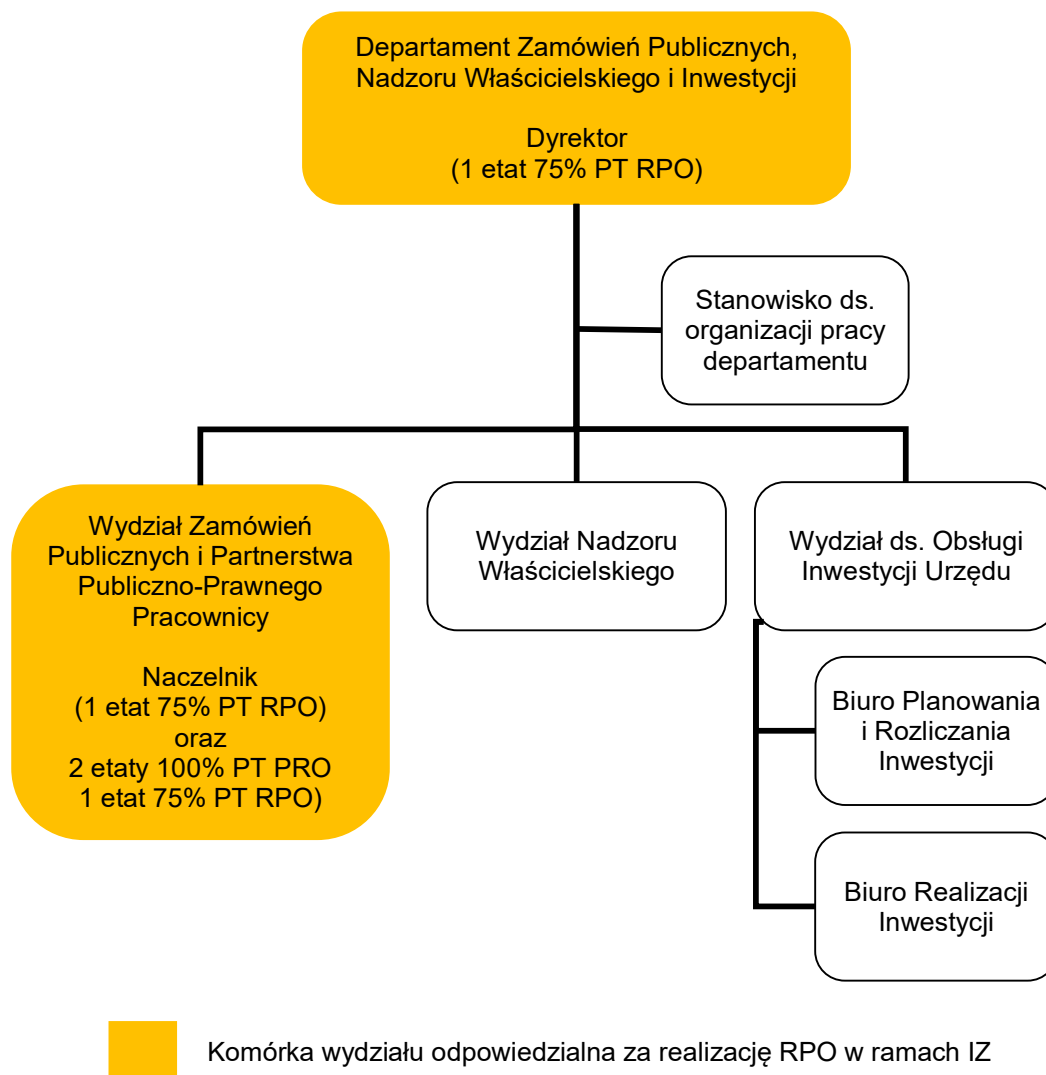 Departament Zamówień Publicznych,
Nadzoru Właścicielskiego i Inwestycji
Dyrektor
(1 etat 75% PT RPO)
Stanowisko ds.
organizacji pracy
departamentu
Wydział Zamówień
Publicznych i Partnerstwa
Publiczno-Prawnego
Pracownicy
Naczelnik
(1 etat 75% PT RPO)
oraz
2 etaty 100% PT PRO
1 etat 75% PT RPO)
Wydział Nadzoru
Właścicielskiego
Wydział ds. Obsługi
Inwestycji Urzędu
Biuro Planowania
i Rozliczania
Inwestycji
Biuro Realizacji
Inwestycji
Komórka wydziału odpowiedzialna za realizację RPO w ramach IZ